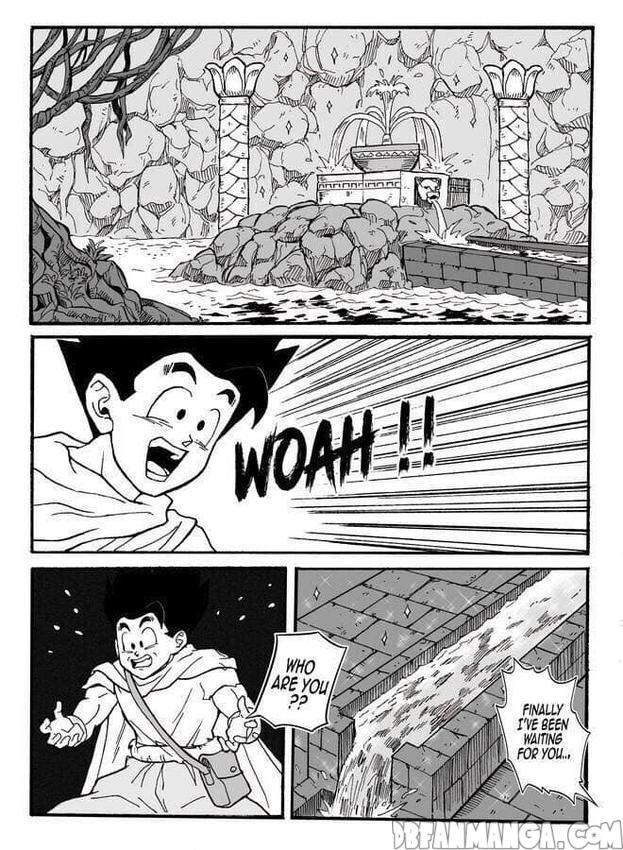 WOAH !!
WHO
ARE YOU
??
FINALLY
I'VE BEEN
WAITING
FOR YOU...
DBFANMANGA.COM